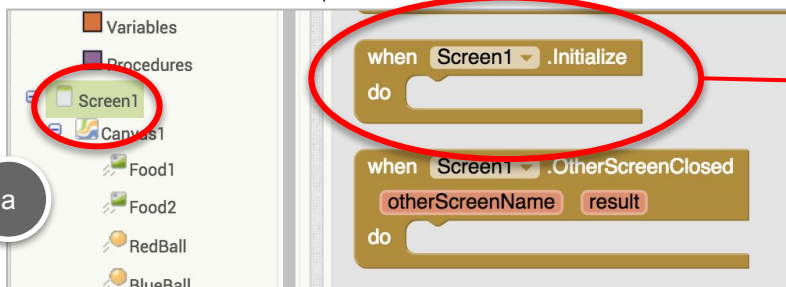 Variables
Procedures
Screen1
Canvas1
Food1
Food2
RedBall
BlueBall
a
when Screen1 .Initialize
do
when Screen1 .OtherScreenClosed
otherScreenName result
do